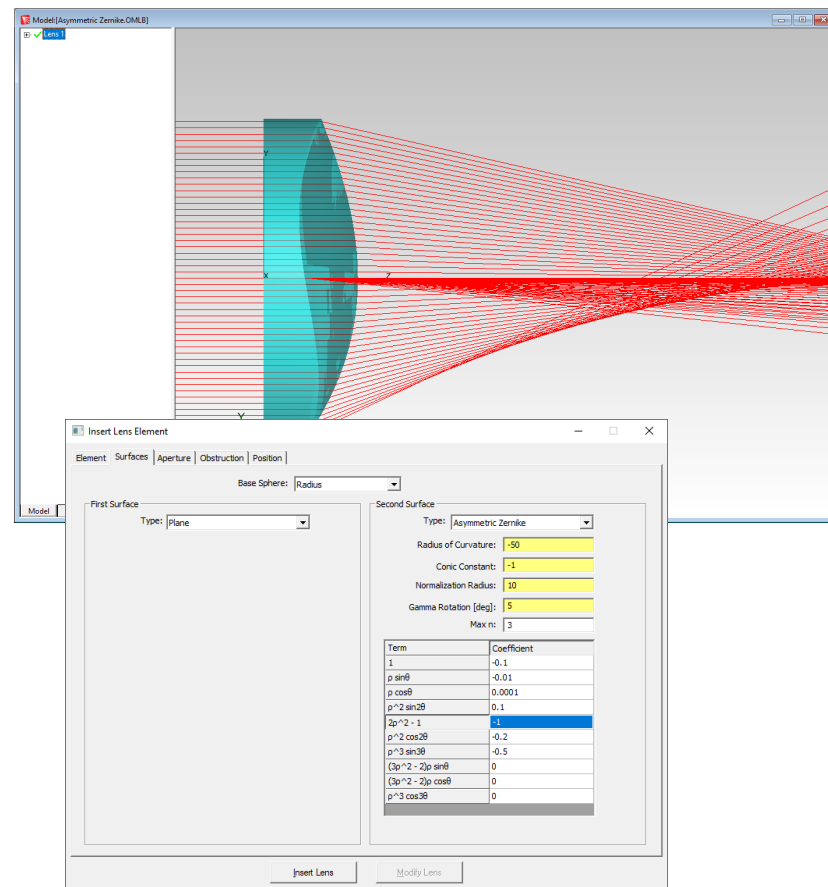 Model:[Asymmetric Zernike.OMLB]
Lens 1
Y
X
Z
Y
Model
Insert Lens Element
Element Surfaces Aperture Obstruction Position
Base Sphere: Radius
First Surface
Type: Plane
Second Surface
Type: Asymmetric Zernike
Radius of Curvature: -50
Conic Constant: -1
Normalization Radius: 10
Gamma Rotation [deg]: 5
Max n: 3
Term Coefficient
1 -0.1
ρ sinθ -0.01
ρ cosθ 0.0001
ρ^2 sin2θ 0.1
2ρ^2 - 1 -1
ρ^2 cos2θ -0.2
ρ^3 sin3θ -0.5
(3ρ^2 - 2)ρ sinθ 0
(3ρ^2 - 2)ρ cosθ 0
ρ^3 cos3θ 0
Insert Lens Modify Lens